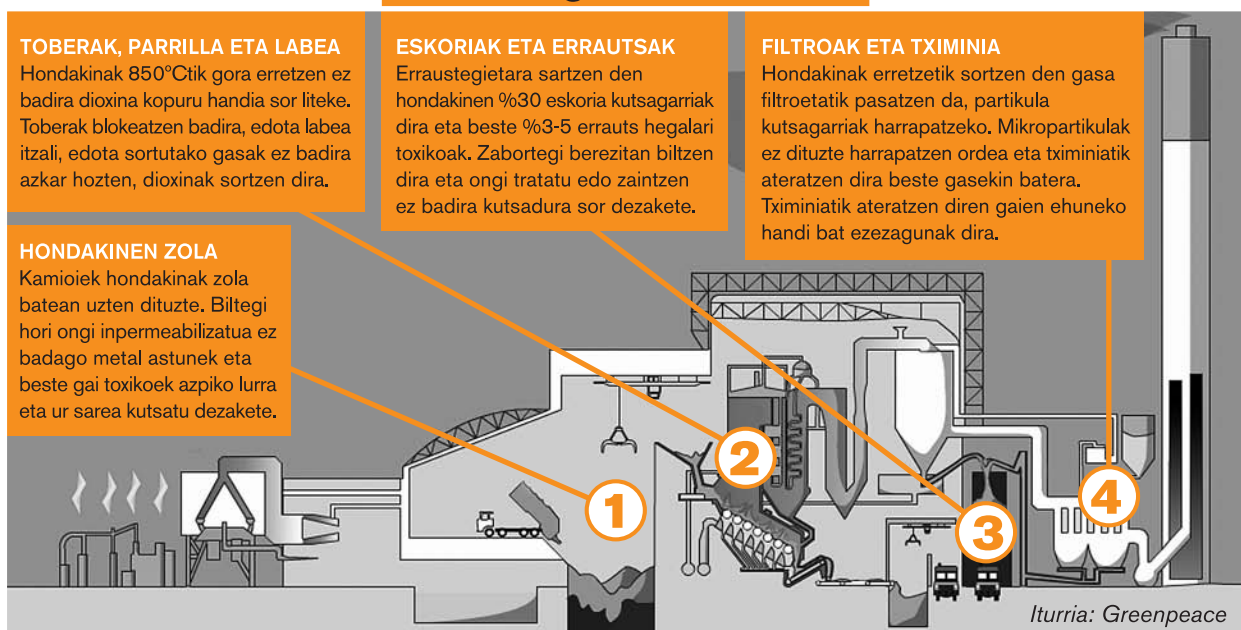 TOBERAK, PARRILLA ETA LABEA
Hondakinak 850ºCtik gora erretzen ez
badira dioxina kopuru handia sor liteke.
Toberak blokeatzen badira, edota labea
itzali, edota sortutako gasak ez badira
azkar hozten, dioxinak sortzen dira.
ESKORIAK ETA ERRAUTSAK
Erraustegietara sartzen den
hondakinen %30 eskoria kutsagarriak
dira eta beste %3-5 errauts hegalari
toxikoak. Zabortegi berezitan biltzen
dira eta ongi tratatu edo zaintzen
ez badira kutsadura sor dezakete.
FILTROAK ETA TXIMINIA
Hondakinak erretzetik sortzen den gasa
filtroetatik pasatzen da, partikula
kutsagarriak harrapatzeko. Mikropartikulak
ez dituzte harrapatzen ordea eta tximiniatik
ateratzen dira beste gasekin batera.
Tximiniatik ateratzen diren gaien ehuneko
handi bat ezezagunak dira.
HONDAKINEN ZOLA
Kamioiek hondakinak zola
batean uzten dituzte. Biltegi
hori ongi inpermeabilizatua ez
badago metal astunek eta
beste gai toxikoek azpiko lurra
eta ur sarea kutsatu dezakete.
1
2
3
4
Iturria: Greenpeace